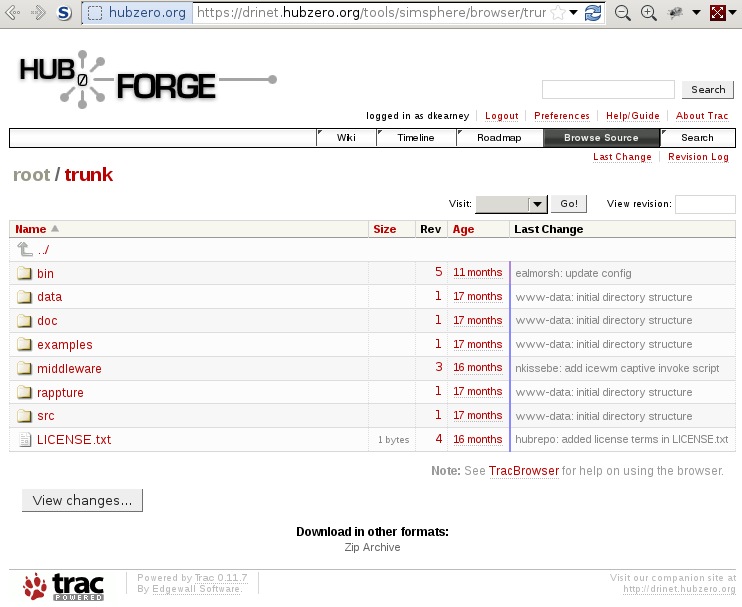 hubzero.org https://drinet.hubzero.org/tools/simsphere/browser/trun
HUB0
FORGE
Search
logged in as dkearney Logout Preferences Help/Guide About Trac
Wiki Timeline Roadmap Browse Source Search
Last Change Revision Log
root / trunk
Visit: Go! View revision:
Name Size Rev Age Last Change
../
bin 5 11 months ealmorsh: update config
data 1 17 months www-data: initial directory structure
doc 1 17 months www-data: initial directory structure
examples 1 17 months www-data: initial directory structure
middleware 3 16 months nkissebe: add icewm captive invoke script
rappture 1 17 months www-data: initial directory structure
src 1 17 months www-data: initial directory structure
LICENSE.txt 1 bytes 4 16 months hubrepo: added license terms in LICENSE.txt
Note: See TracBrowser for help on using the browser.
View changes...
Download in other formats:
Zip Archive
trac
POWERED
Powered by Trac 0.11.7
By Edgewall Software.
Visit our companion site at
http://drinet.hubzero.org